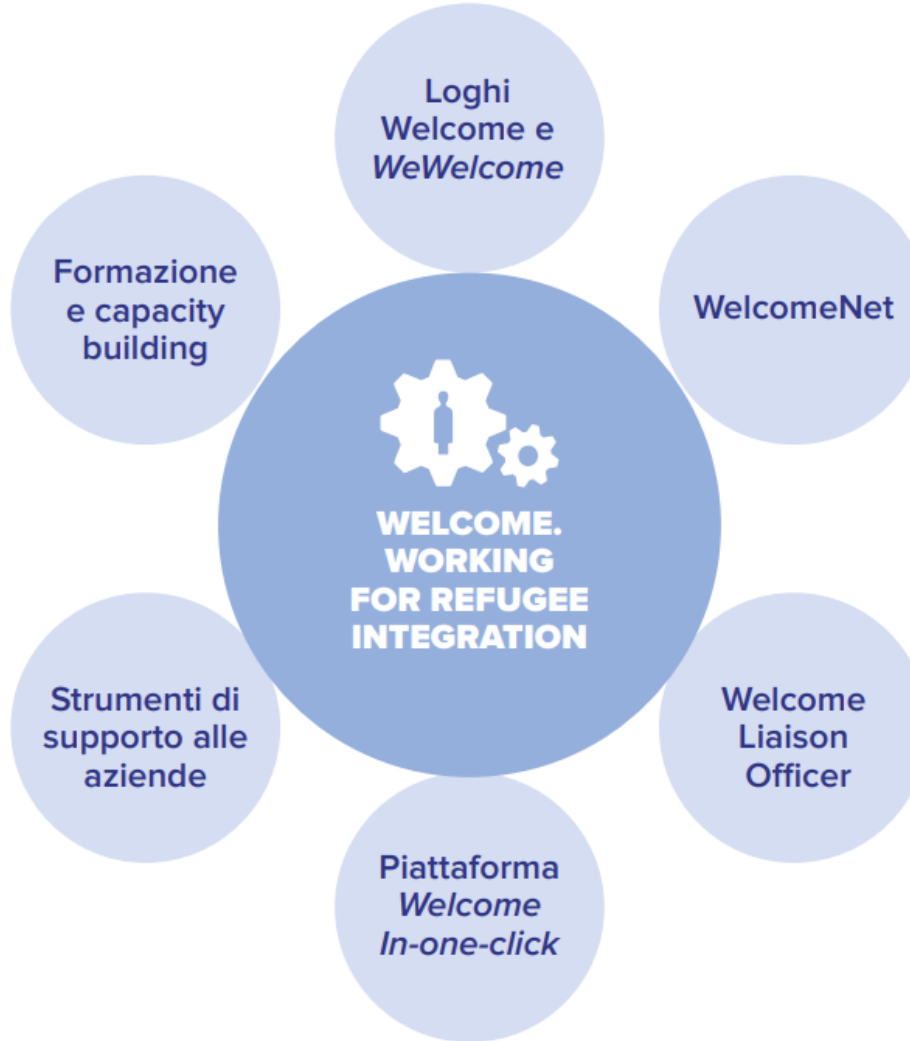 Loghi
Welcome e
WeWelcome
Formazione
e capacity
building
WelcomeNet
WELCOME.
WORKING
FOR REFUGEE
INTEGRATION
Strumenti di
supporto alle
aziende
Welcome
Liaison
Officer
Piattaforma
Welcome
In-one-click